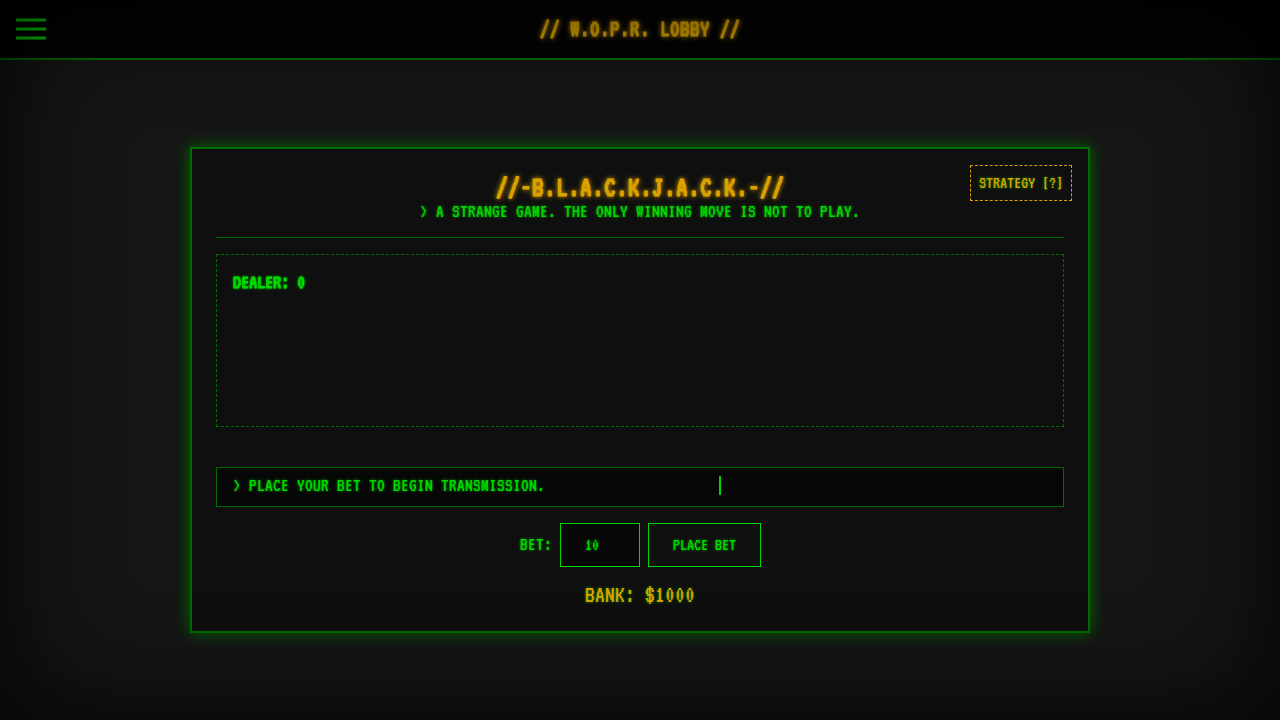 // W.O.P.R. LOBBY //
//-B.L.A.C.K.J.A.C.K.-//
STRATEGY [?]
> A STRANGE GAME. THE ONLY WINNING MOVE IS NOT TO PLAY.
DEALER: 0
> PLACE YOUR BET TO BEGIN TRANSMISSION.
BET: 10 PLACE BET
BANK: $1000